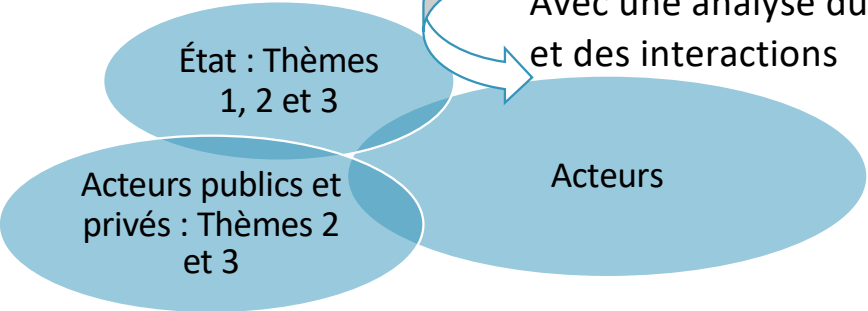 Avec une analyse du
et des interactions
État : Thèmes
1, 2 et 3
Acteurs publics et
privés : Thèmes 2
et 3
Acteurs